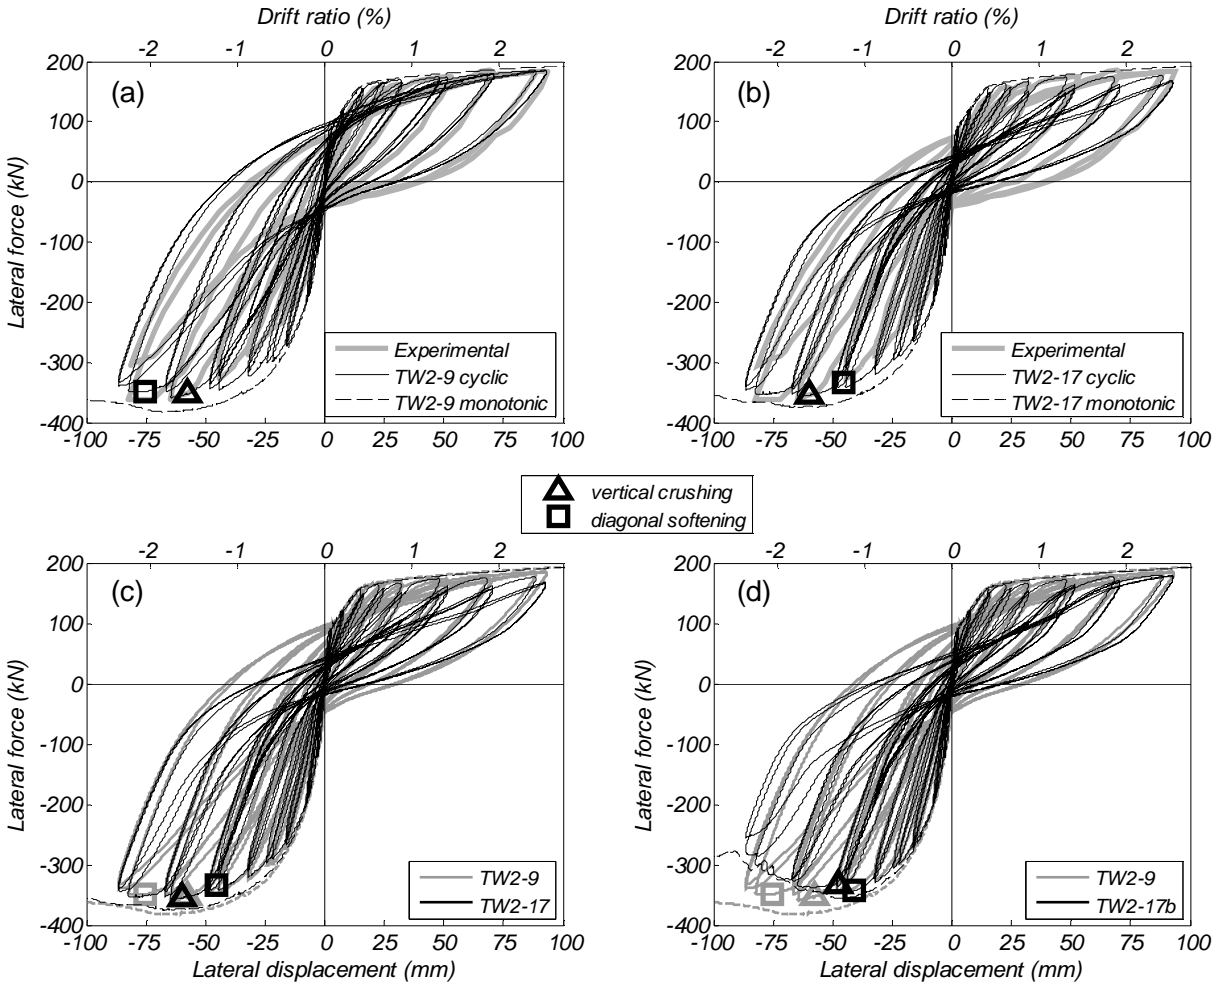 Drift ratio (%)
Drift ratio (%)
-2 -1 0 1 2
-2 -1 0 1 2
(a)
(b)
200
100
0
-100
-200
-300
-400
200
100
0
-100
-200
-300
-400
Lateral force (kN)
Lateral force (kN)
Experimental
TW2-9 cyclic
TW2-9 monotonic
Experimental
TW2-17 cyclic
TW2-17 monotonic
-100 -75 -50 -25 0 25 50 75 100
-100 -75 -50 -25 0 25 50 75 100
vertical crushing
diagonal softening
-2 -1 0 1 2
-2 -1 0 1 2
(c)
(d)
200
100
0
-100
-200
-300
-400
200
100
0
-100
-200
-300
-400
Lateral force (kN)
Lateral force (kN)
TW2-9
TW2-17
TW2-9
TW2-17b
-100 -75 -50 -25 0 25 50 75 100
-100 -75 -50 -25 0 25 50 75 100
Lateral displacement (mm)
Lateral displacement (mm)